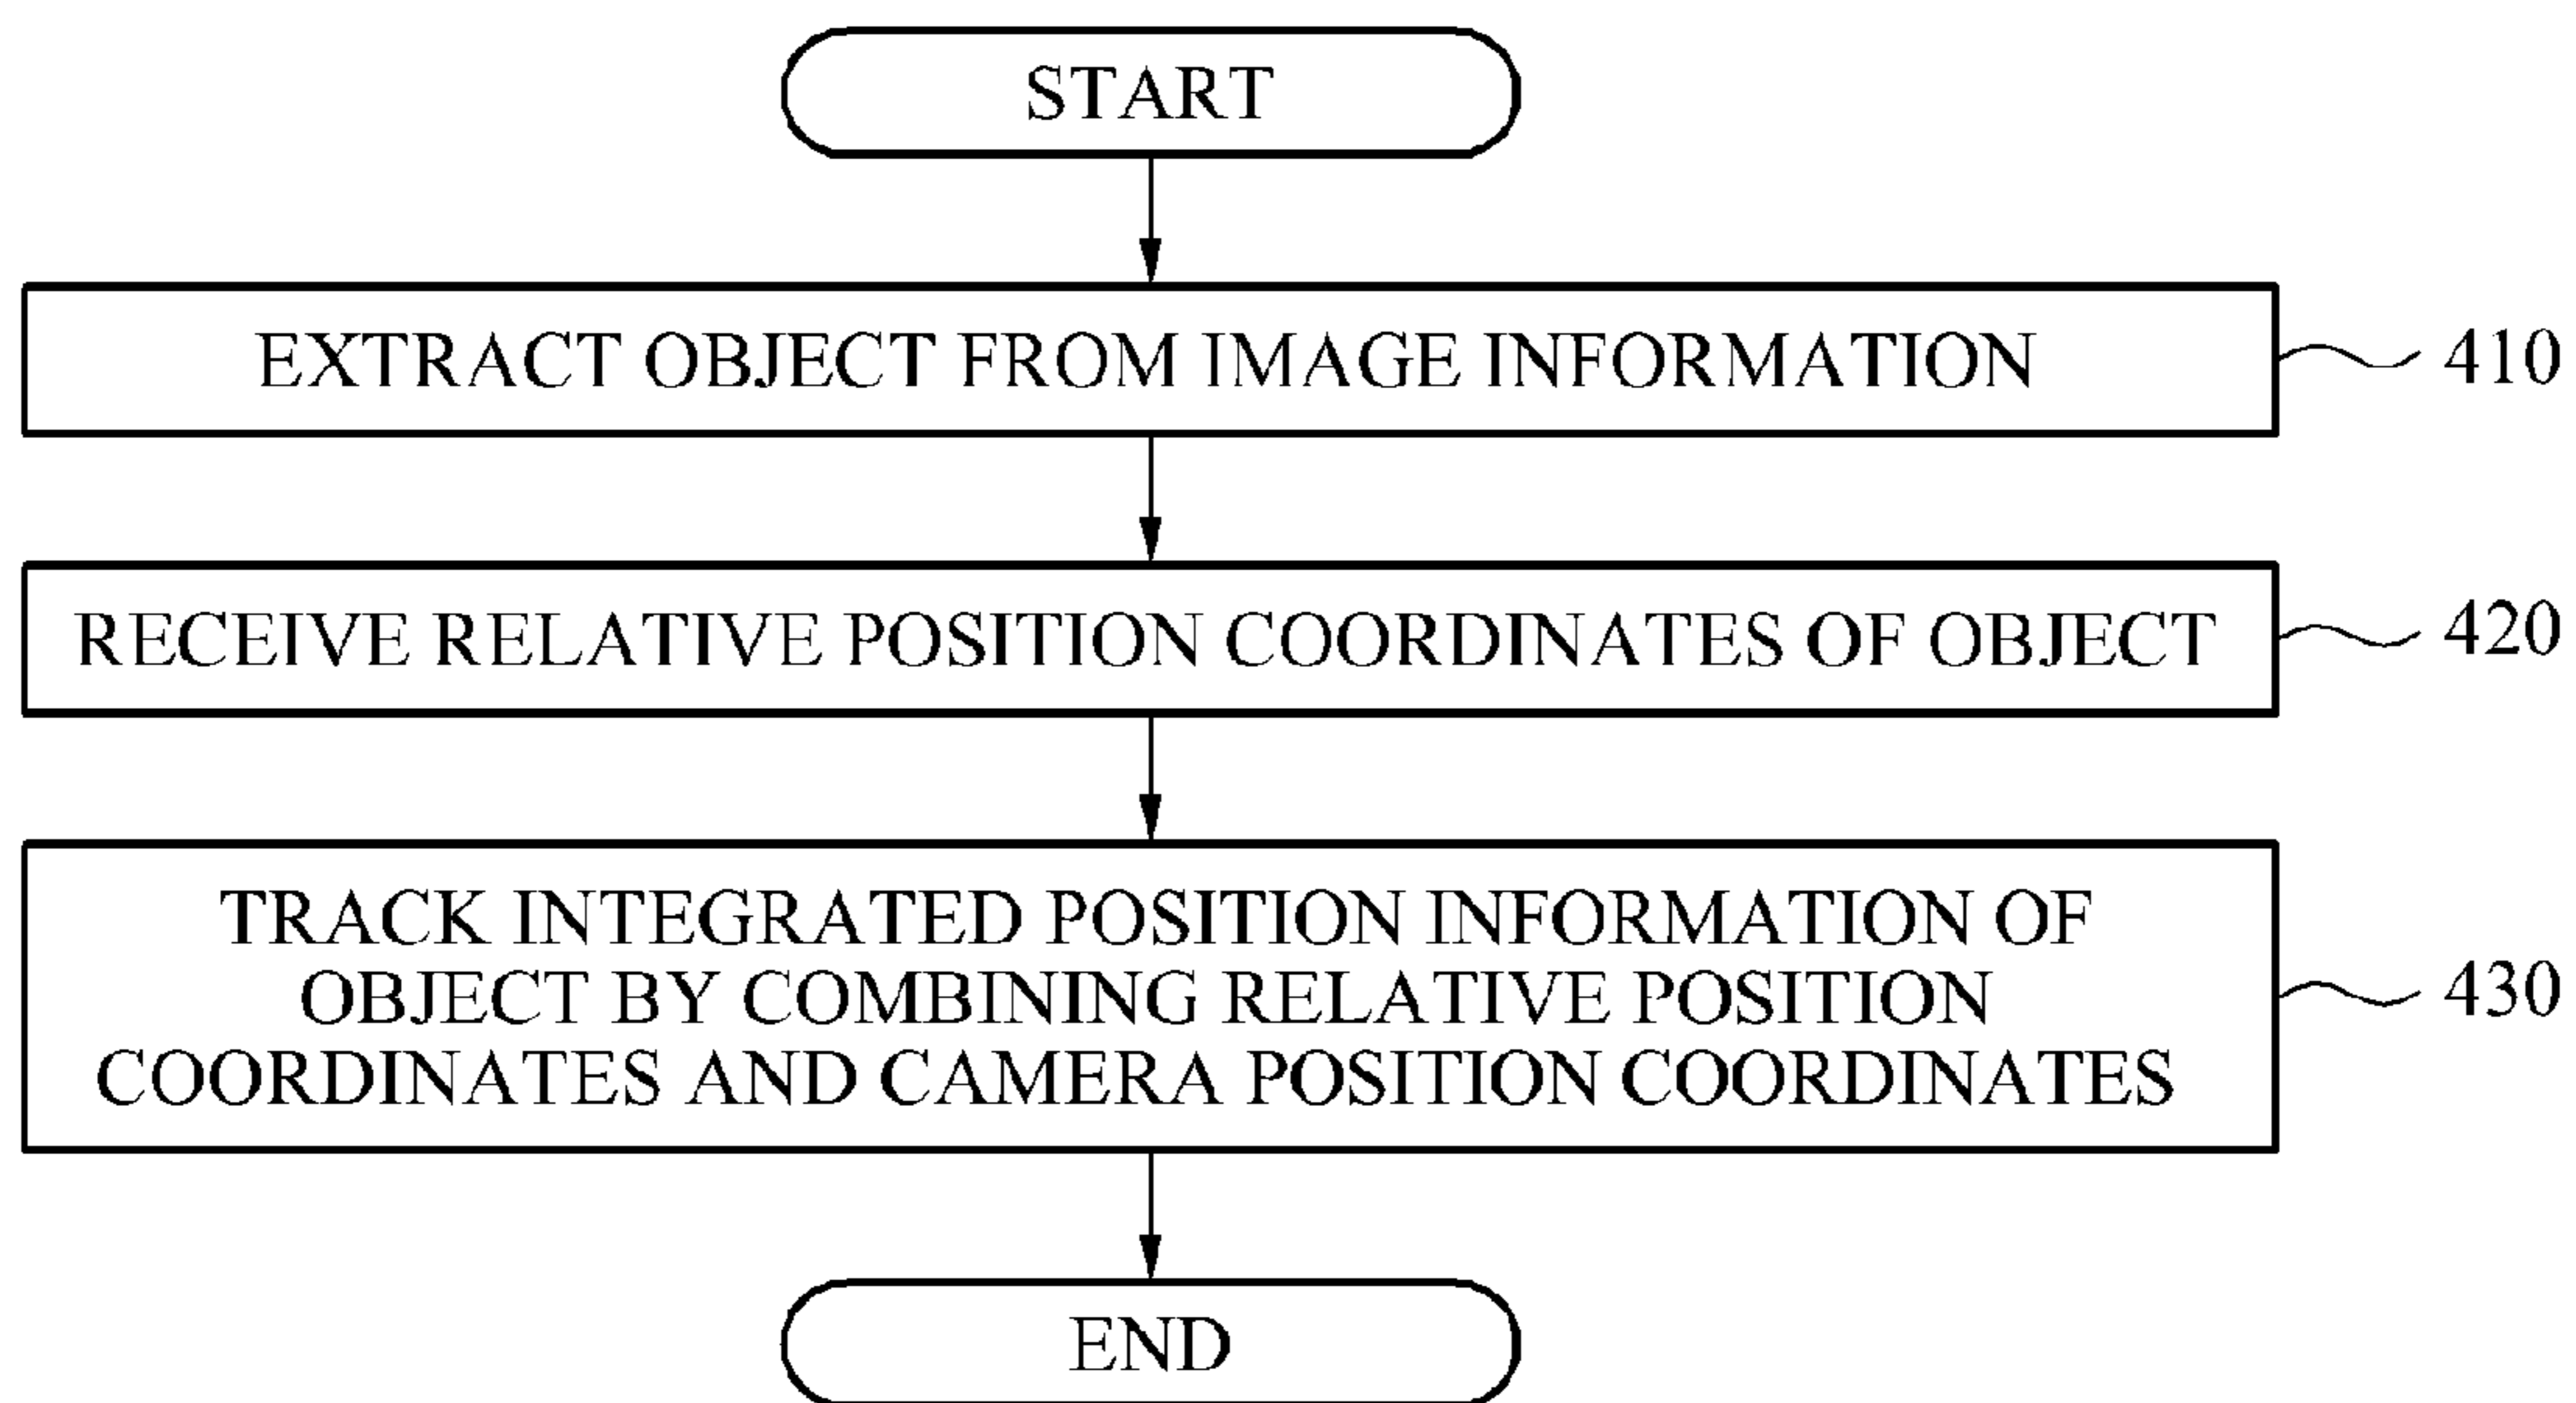 START
EXTRACT OBJECT FROM IMAGE INFORMATION
410
RECEIVE RELATIVE POSITION COORDINATES OF OBJECT
420
TRACK INTEGRATED POSITION INFORMATION OF
OBJECT BY COMBINING RELATIVE POSITION
COORDINATES AND CAMERA POSITION COORDINATES
430
END